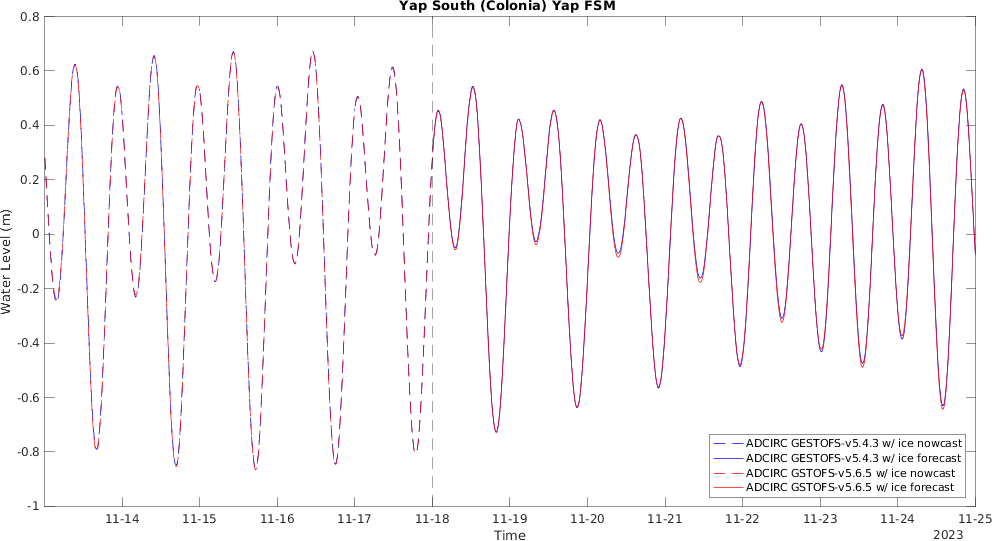 Yap South (Colonia) Yap FSM
0.8
0.6
0.4
0.2
0
-0.2
-0.4
-0.6
-0.8
-1
Water Level (m)
ADCIRC GESTOFS-v5.4.3 w/ ice nowcast
ADCIRC GESTOFS-v5.4.3 w/ ice forecast
ADCIRC GSTOFS-v5.6.5 w/ ice nowcast
ADCIRC GSTOFS-v5.6.5 w/ ice forecast
11-14 11-15 11-16 11-17 11-18 11-19 11-20 11-21 11-22 11-23 11-24 11-25
Time
2023